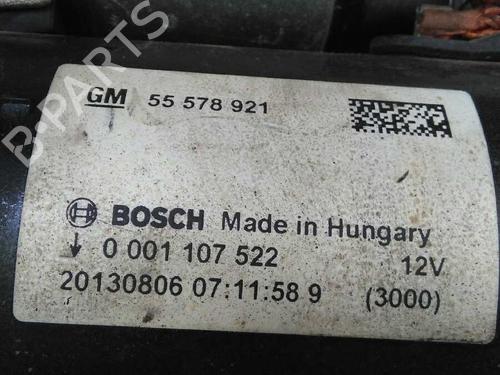 GM 55 578 921
BOSCH Made in Hungary
0 001 107 522 12V
20130806 07:11:58 9 (3000)
B-PARTS